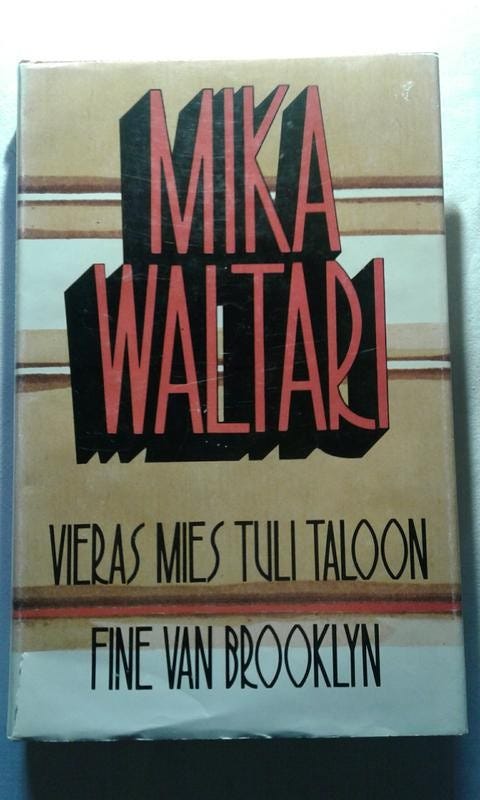 MIKA
WALTARI
VIERAS MIES TULI TALOON
FINE VAN BROOKLYN